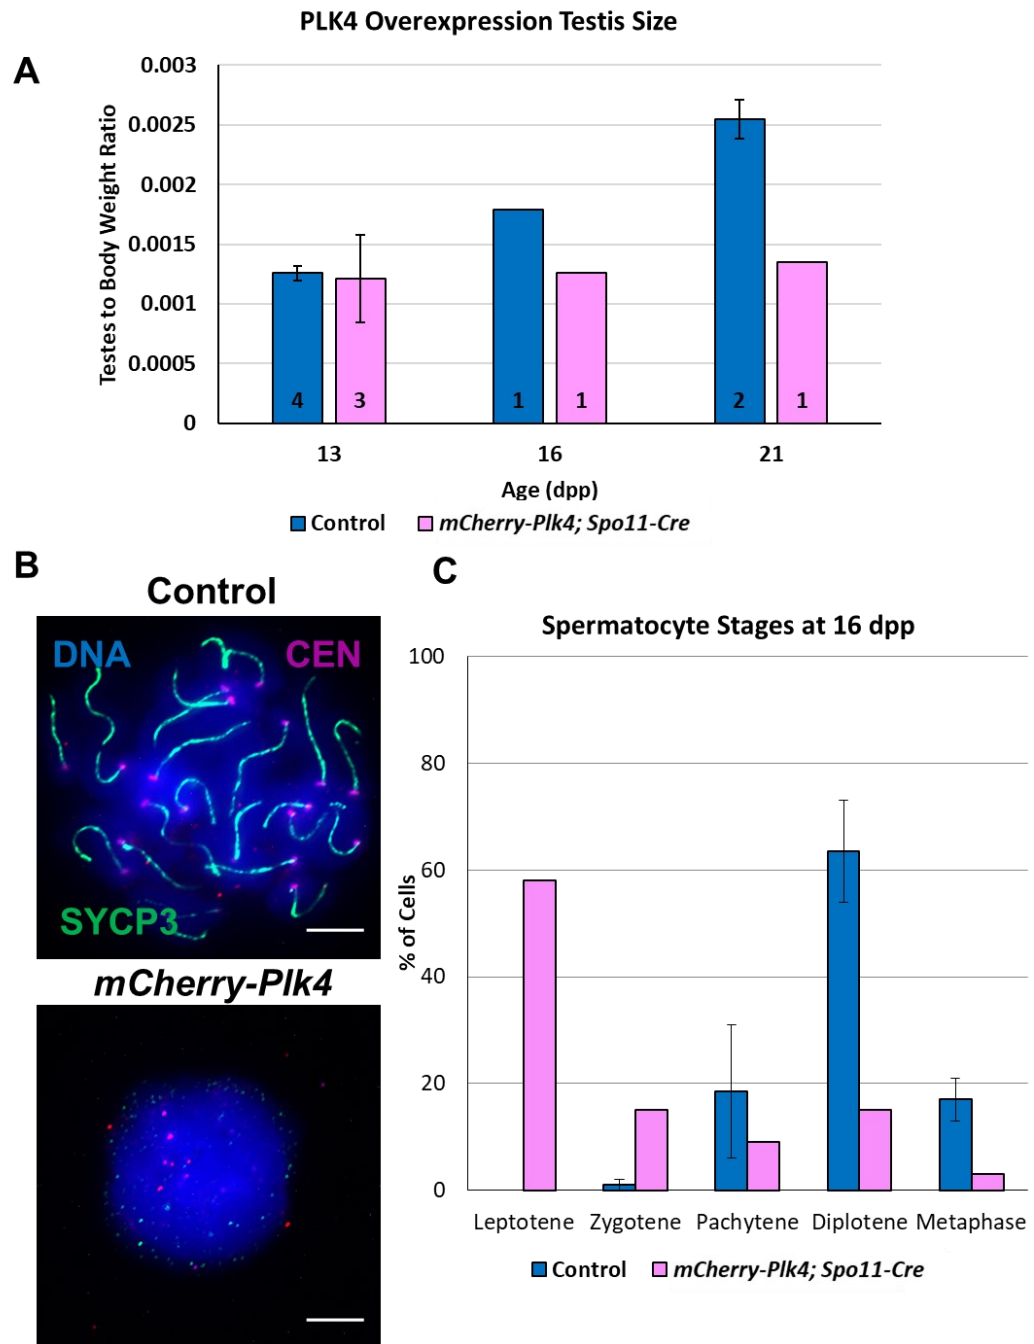 PLK4 Overexpression Testis Size
A
Testes to Body Weight Ratio
0.003
0.0025
0.002
0.0015
0.001
0.0005
0
4
3
1
1
2
1
13
16
21
Age (dpp)
Control
mCherry-Plk4; Spo11-Cre
B
Control
DNA
CEN
SYCP3
mCherry-Plk4
C
Spermatocyte Stages at 16 dpp
% of Cells
100
80
60
40
20
0
Leptotene
Zygotene
Pachytene
Diplotene
Metaphase
Control
mCherry-Plk4; Spo11-Cre